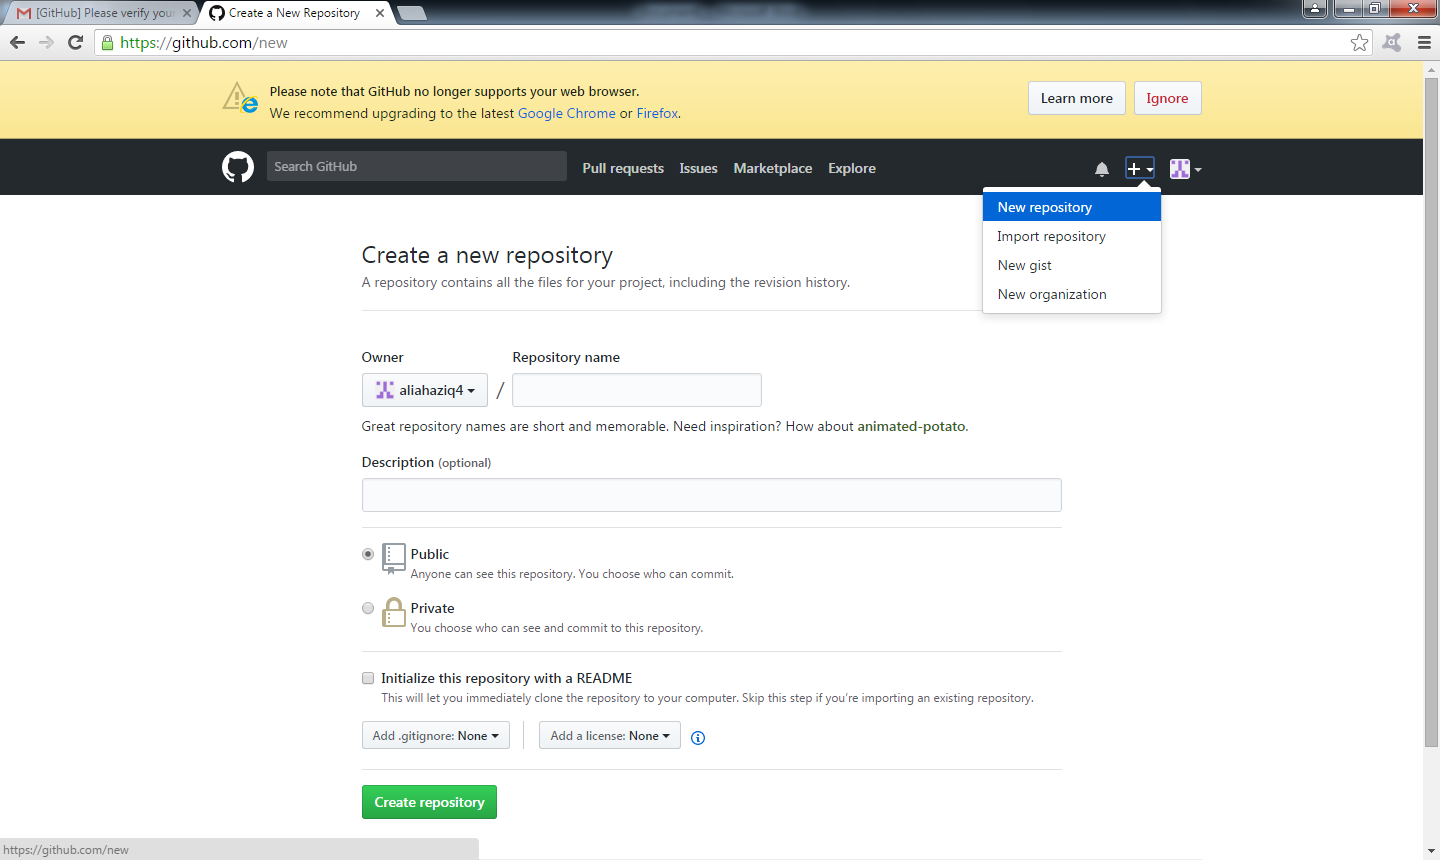 [GitHub] Please verify your
Create a New Repository
https://github.com/new
Please note that GitHub no longer supports your web browser.
We recommend upgrading to the latest Google Chrome or Firefox.
Learn more
Ignore
Search GitHub
Pull requests
Issues
Marketplace
Explore
New repository
Import repository
New gist
New organization
Create a new repository
A repository contains all the files for your project, including the revision history.
Owner
Repository name
aliahaziq4
/
Great repository names are short and memorable. Need inspiration? How about animated-potato.
Description (optional)
Public
Anyone can see this repository. You choose who can commit.
Private
You choose who can see and commit to this repository.
Initialize this repository with a README
This will let you immediately clone the repository to your computer. Skip this step if you're importing an existing repository.
Add .gitignore: None
Add a license: None
Create repository
https://github.com/new